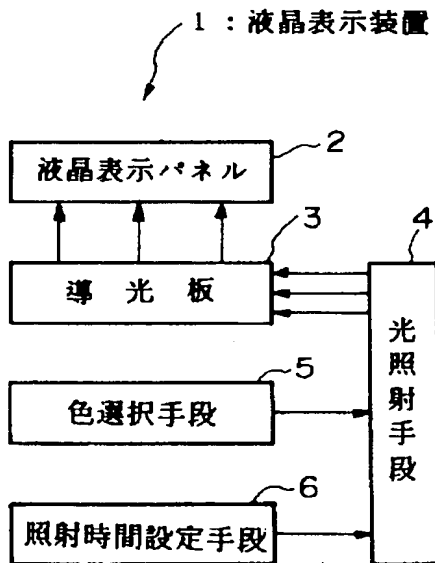 1：液晶表示装置
2
液晶表示パネル
3
4
導光板
光照射手段
5
色選択手段
6
照射時間設定手段